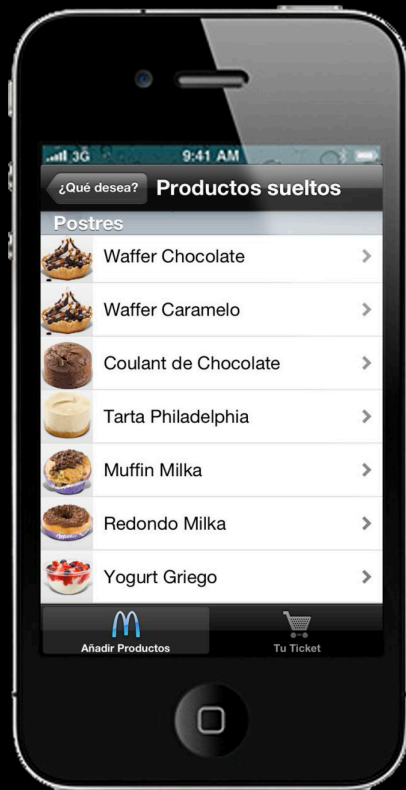 3G
9:41 AM
¿Qué desea?
Productos sueltos
Postres
Waffer Chocolate
Waffer Caramelo
Coulant de Chocolate
Tarta Philadelphia
Muffin Milka
Redondo Milka
Yogurt Griego
Añadir Productos
Tu Ticket